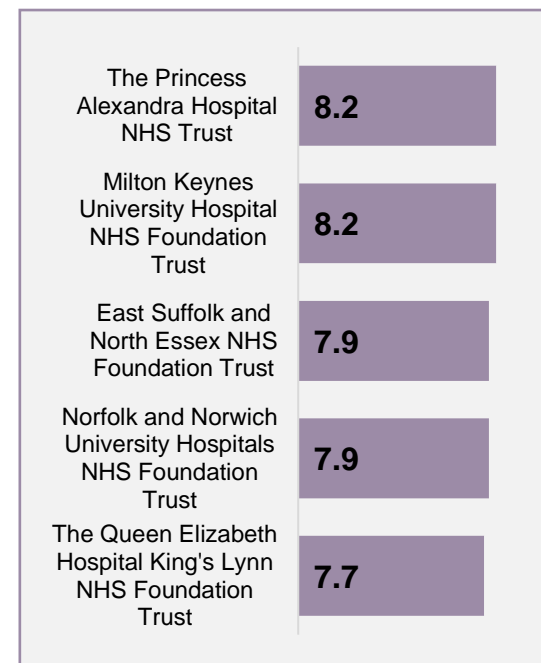 The Princess
Alexandra Hospital
NHS Trust
8.2
Milton Keynes
University Hospital
NHS Foundation
Trust
8.2
East Suffolk and
North Essex NHS
Foundation Trust
7.9
Norfolk and Norwich
University Hospitals
NHS Foundation
Trust
7.9
The Queen Elizabeth
Hospital King's Lynn
NHS Foundation
Trust
7.7